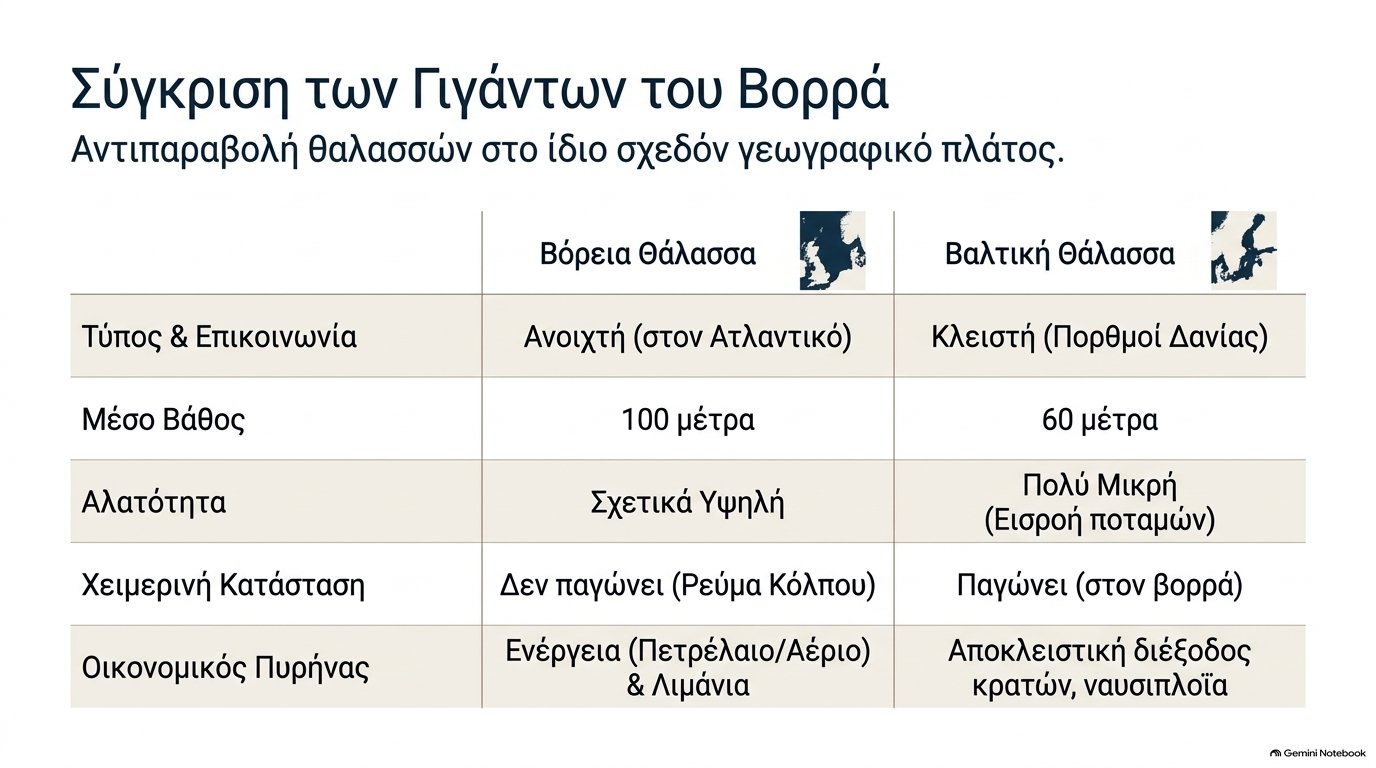 Σύγκριση των Γιγάντων του Βορρά
Αντιπαραβολή θαλασσών στο ίδιο σχεδόν γεωγραφικό πλάτος.
Βόρεια Θάλασσα
Βαλτική Θάλασσα
Τύπος & Επικοινωνία
Ανοιχτή (στον Ατλαντικό)
Κλειστή (Πορθμοί Δανίας)
Μέσο Βάθος
100 μέτρα
60 μέτρα
Αλατότητα
Σχετικά Υψηλή
Πολύ Μικρή
(Εισροή ποταμών)
Χειμερινή Κατάσταση
Δεν παγώνει (Ρεύμα Κόλπου)
Παγώνει (στον βορρά)
Οικονομικός Πυρήνας
Ενέργεια (Πετρέλαιο/Αέριο)
& Λιμάνια
Αποκλειστική διέξοδος
κρατών, ναυσιπλοΐα
Gemini Notebook